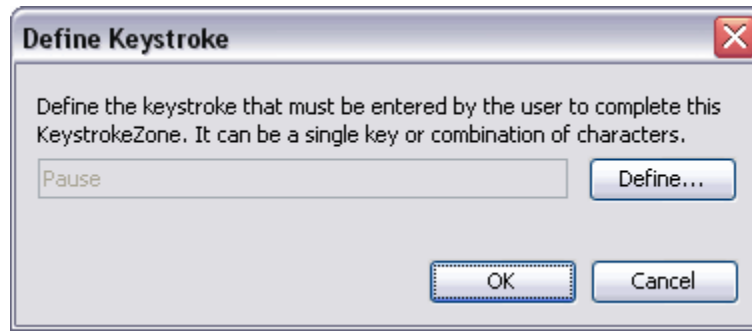 Define Keystroke
Define the keystroke that must be entered by the user to complete this
KeystrokeZone. It can be a single key or combination of characters.
Pause
Define...
OK
Cancel